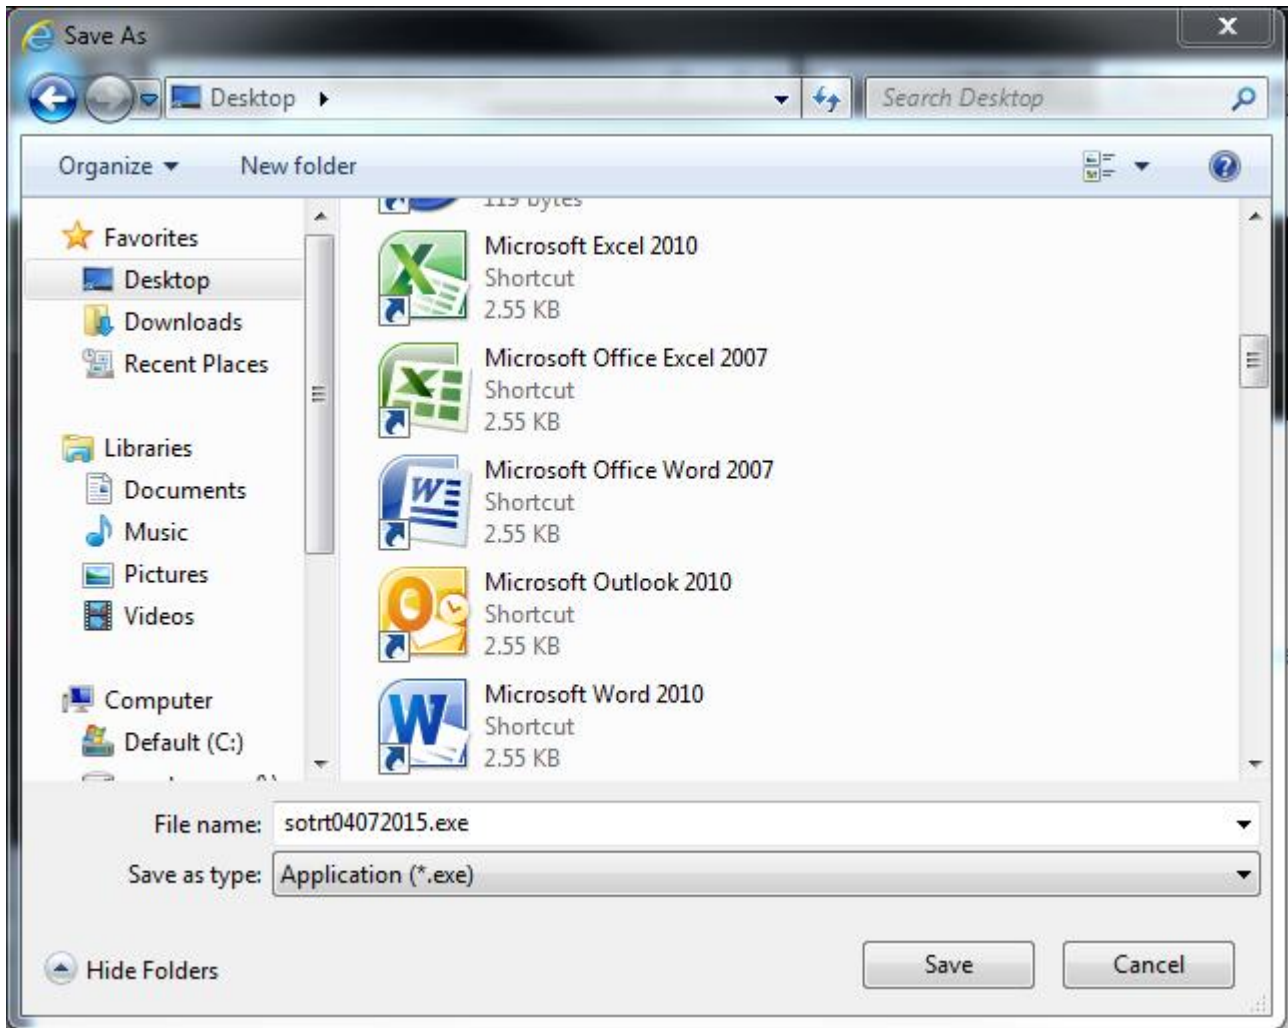 Save As
Desktop
Search Desktop
Organize
New folder
119 bytes
Favorites
Desktop
Downloads
Recent Places
Libraries
Documents
Music
Pictures
Videos
Computer
Default (C:)
Microsoft Excel 2010
Shortcut
2.55 KB
Microsoft Office Excel 2007
Shortcut
2.55 KB
Microsoft Office Word 2007
Shortcut
2.55 KB
Microsoft Outlook 2010
Shortcut
2.55 KB
Microsoft Word 2010
Shortcut
2.55 KB
File name: sotrt04072015.exe
Save as type: Application (*.exe)
Hide Folders
Save
Cancel